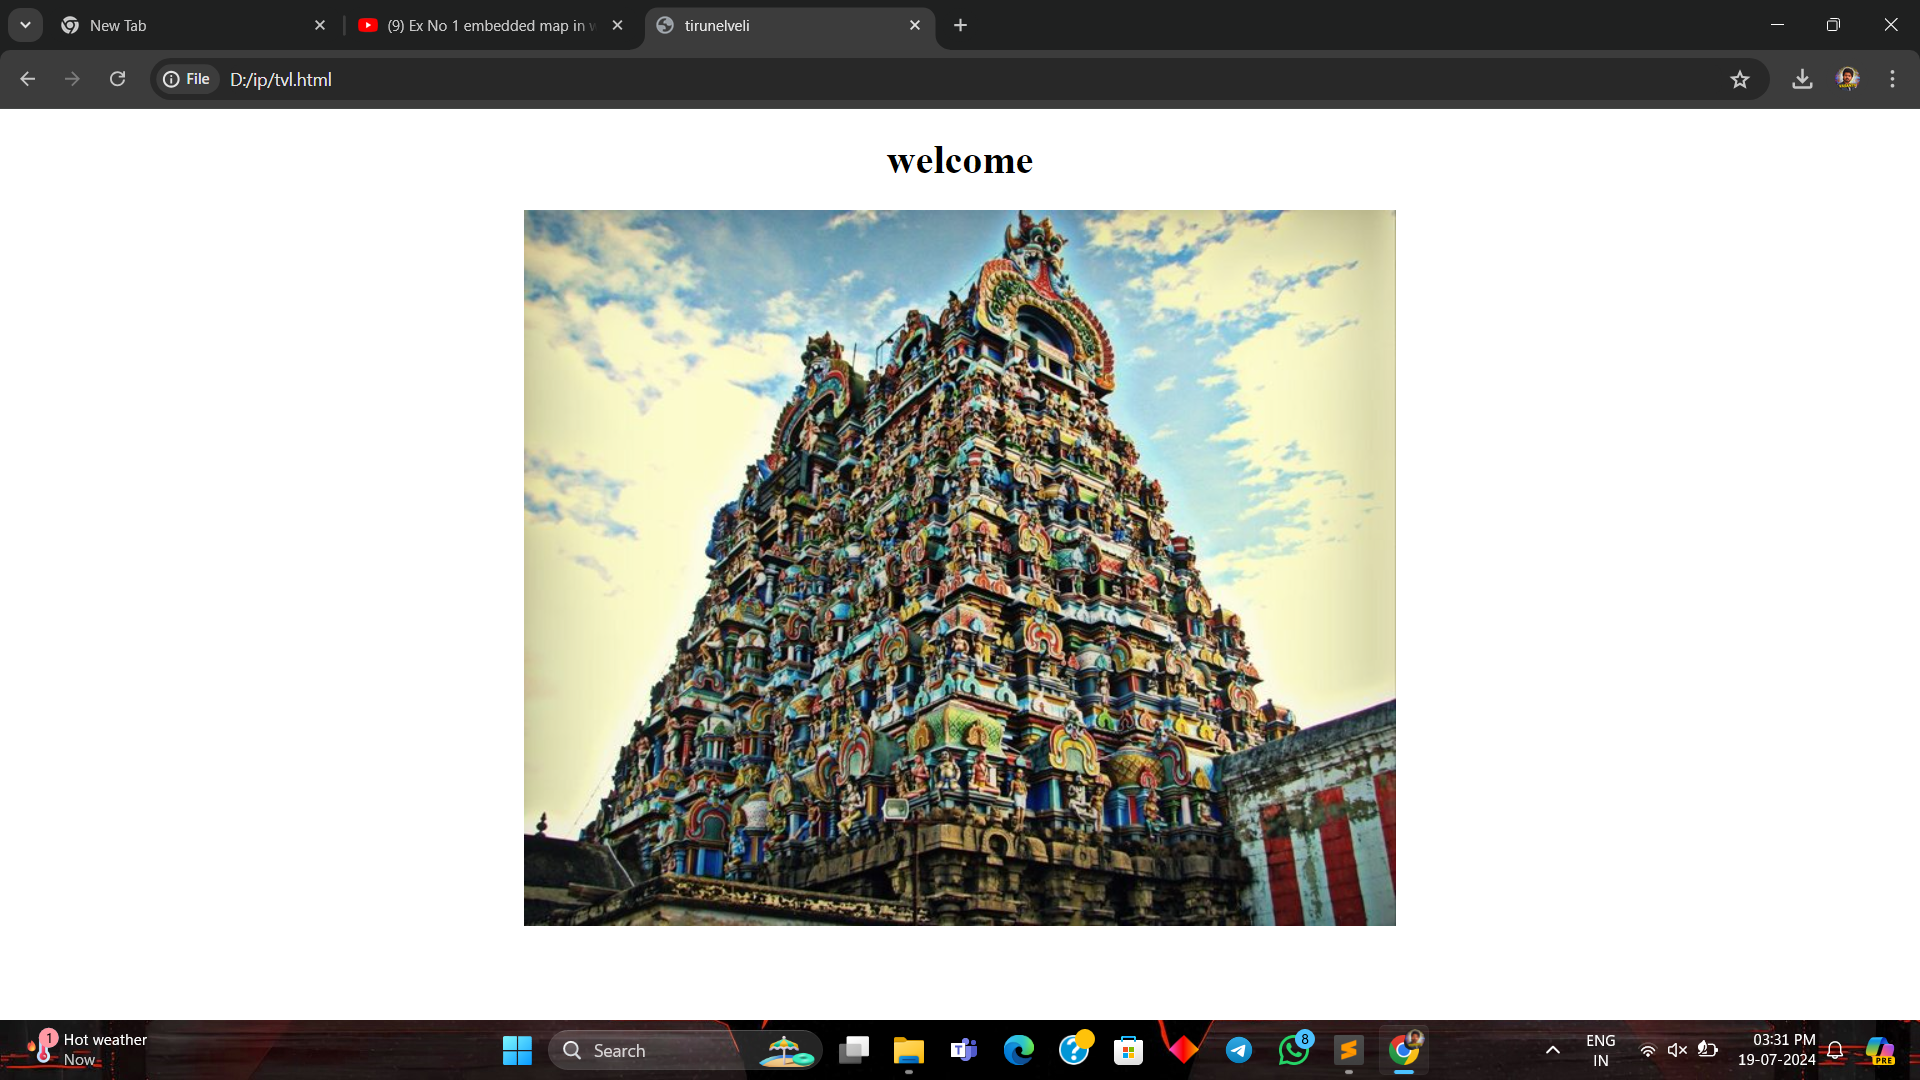 New Tab
(9) Ex No 1 embedded map in w
tirunelveli
File
D:/ip/tvl.html
welcome
1
Hot weather
Now
Search
T
8
ENG
IN
03:31 PM
19-07-2024
PRE